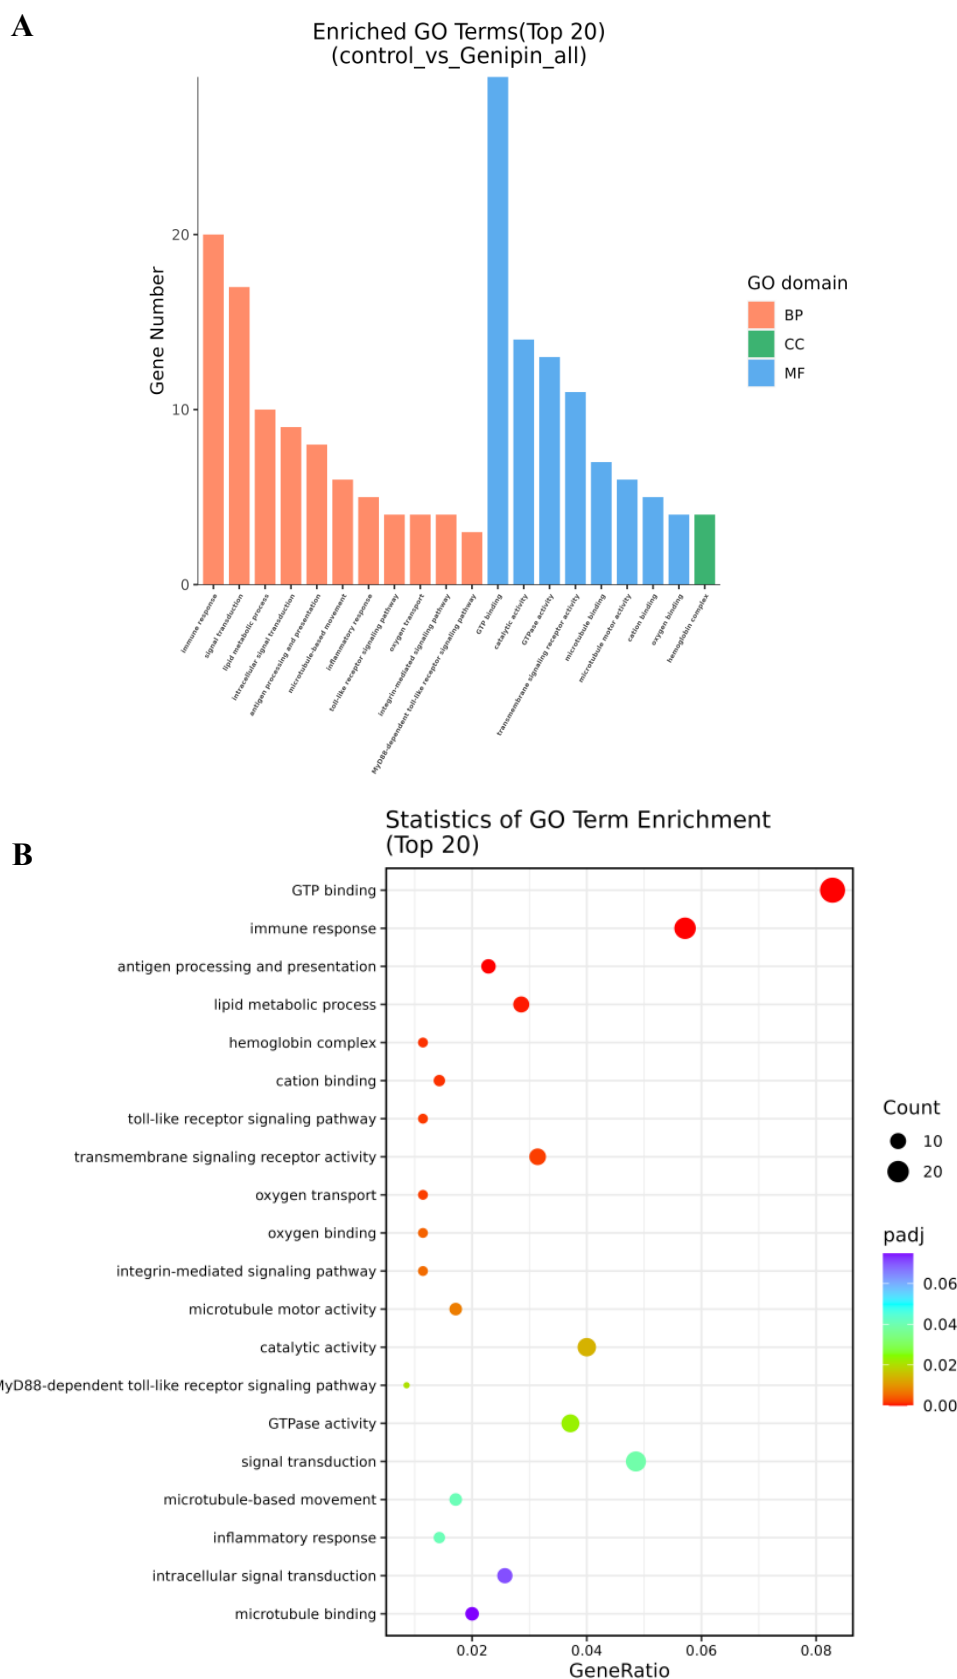 A
Enriched GO Terms(Top 20)
(control_vs_Genipin_all)
Gene Number
20
10
0
immune response
signal transduction
lipid metabolic process
intracellular signal transduction
antigen processing and presentation
microtubule-based movement
inflammatory response
toll-like receptor signaling pathway
oxygen transport
integrin-mediated signaling pathway
MyD88-dependent toll-like receptor signaling pathway
GTP binding
catalytic activity
GTPase activity
transmembrane signaling receptor activity
microtubule binding
microtubule motor activity
cation binding
oxygen binding
hemoglobin complex
GO domain
BP
CC
MF
B
Statistics of GO Term Enrichment
(Top 20)
GTP binding
immune response
antigen processing and presentation
lipid metabolic process
hemoglobin complex
cation binding
toll-like receptor signaling pathway
transmembrane signaling receptor activity
oxygen transport
oxygen binding
integrin-mediated signaling pathway
microtubule motor activity
catalytic activity
MyD88-dependent toll-like receptor signaling pathway
GTPase activity
signal transduction
microtubule-based movement
inflammatory response
intracellular signal transduction
microtubule binding
0.02
0.04
0.06
0.08
GeneRatio
Count
10
20
padj
0.06
0.04
0.02
0.00